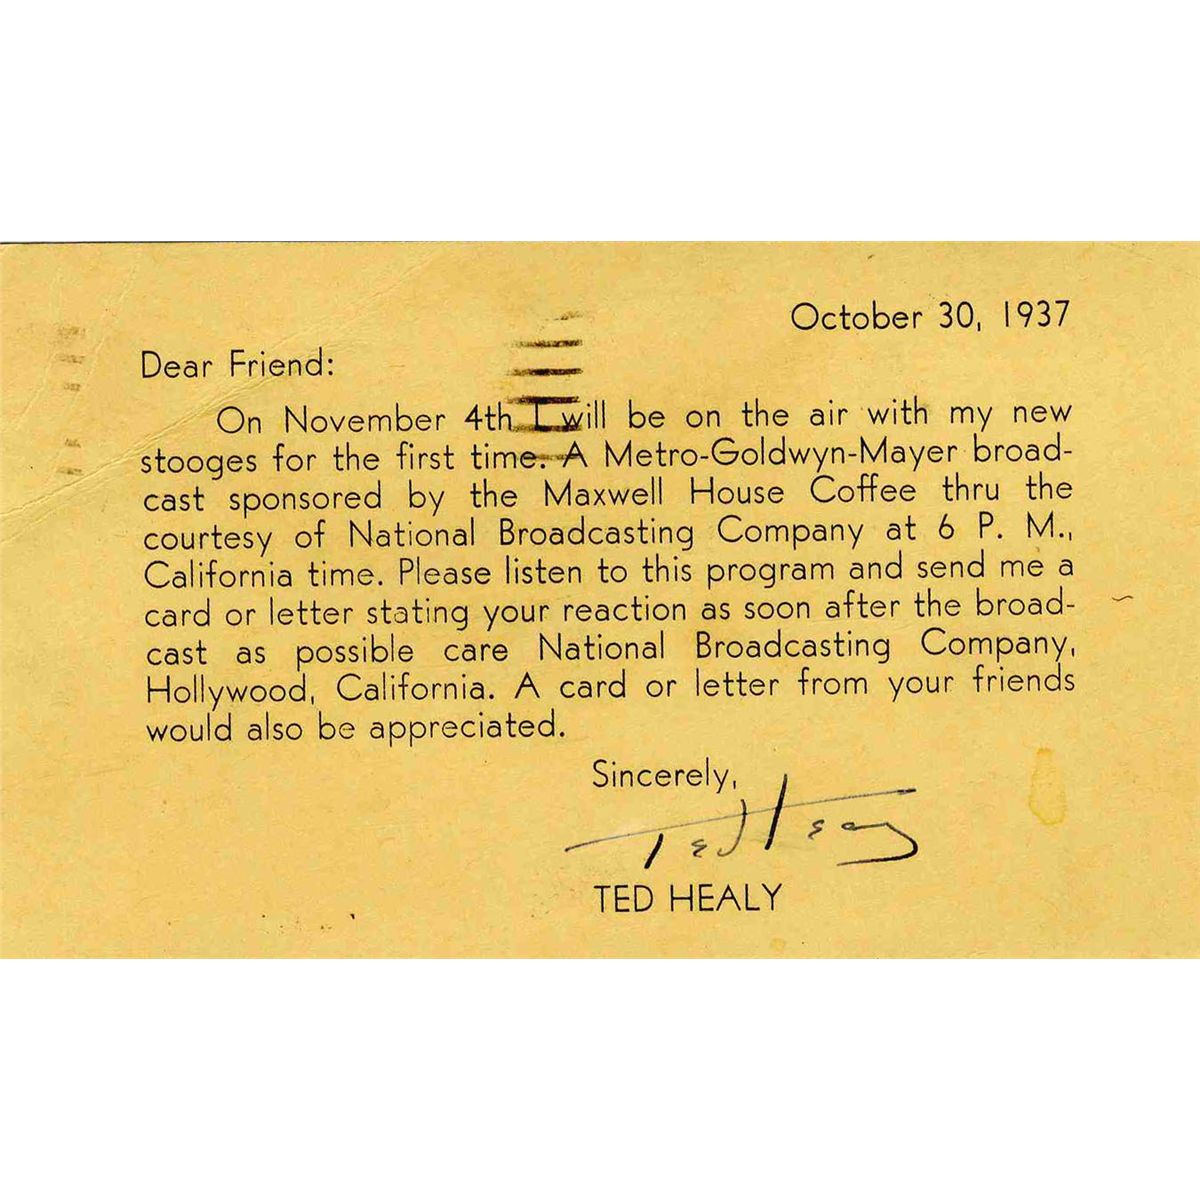 October 30, 1937
Dear Friend:
On November 4th I will be on the air with my new
stooges for the first time. A Metro-Goldwyn-Mayer broad-
cast sponsored by the Maxwell House Coffee thru the
courtesy of National Broadcasting Company at 6 P. M.,
California time. Please listen to this program and send me a
card or letter stating your reaction as soon after the broad-
cast as possible care National Broadcasting Company,
Hollywood, California. A card or letter from your friends
would also be appreciated.
Sincerely,
Ted Healy
TED HEALY